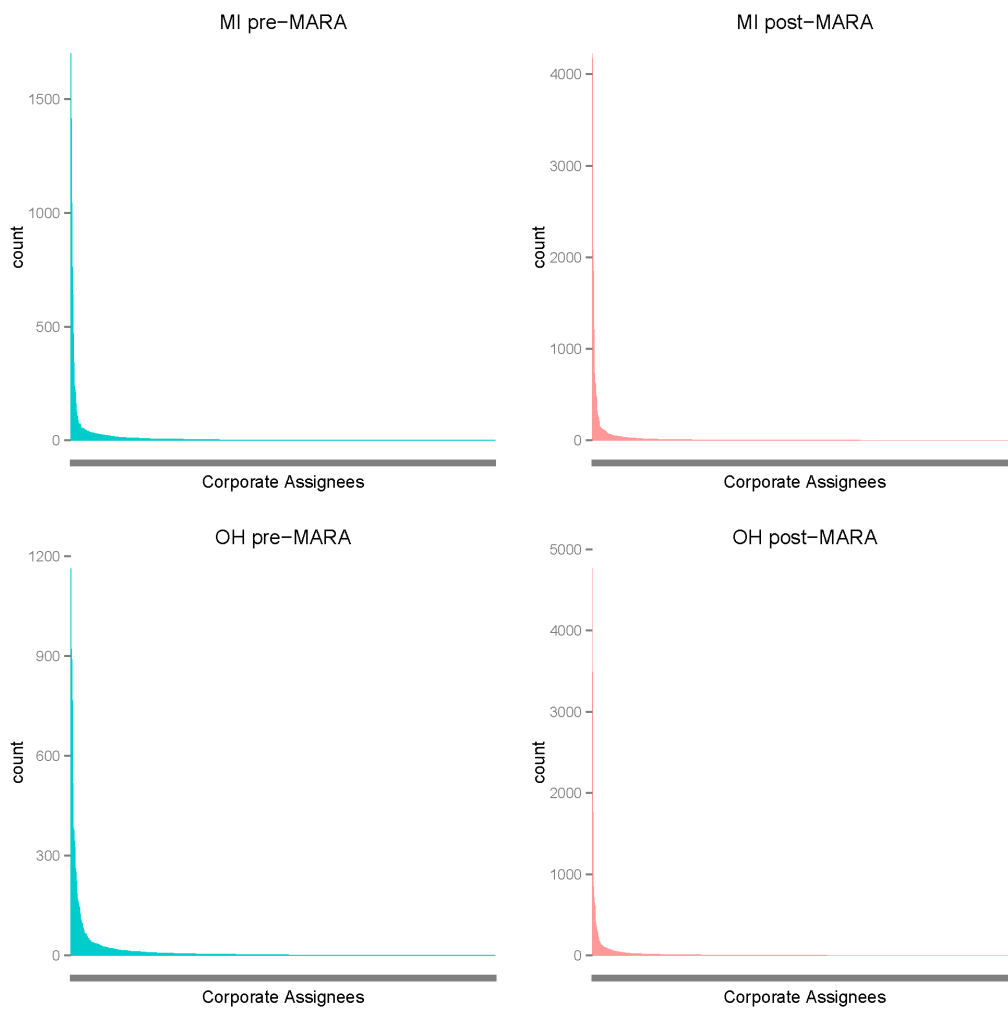 MI pre−MARA
1500
1000
500
0
count
Corporate Assignees
MI post−MARA
4000
3000
2000
1000
0
count
Corporate Assignees
OH pre−MARA
1200
900
600
300
0
count
Corporate Assignees
OH post−MARA
5000
4000
3000
2000
1000
0
count
Corporate Assignees